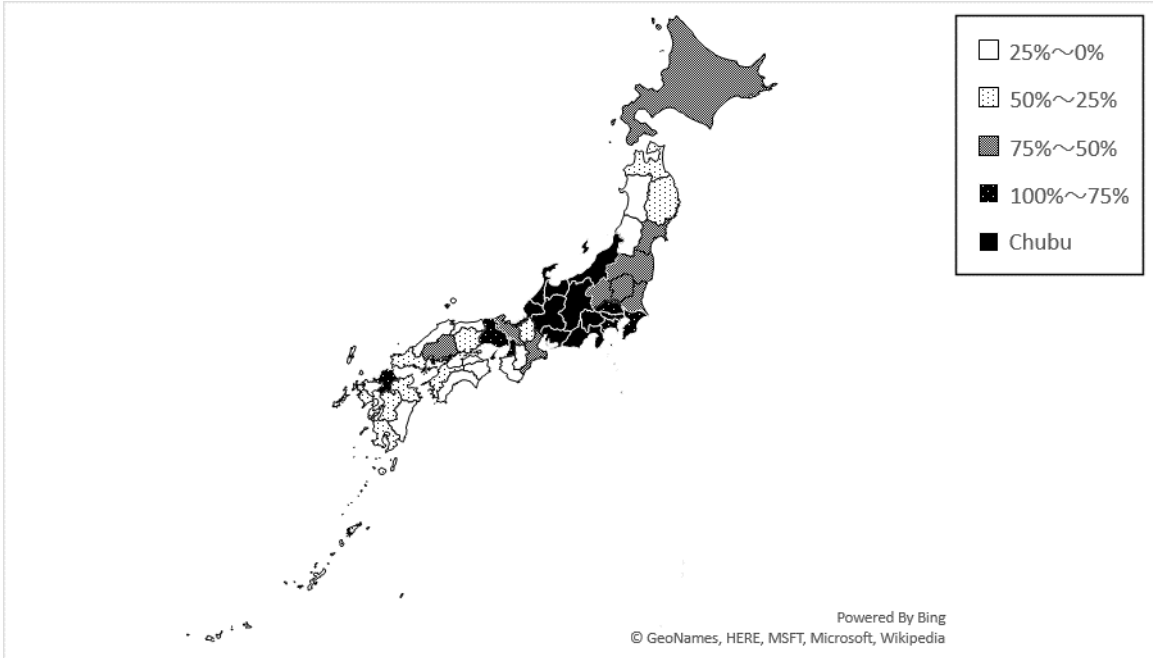 25%～0%
50%～25%
75%～50%
100%～75%
Chubu
Powered By Bing
© GeoNames, HERE, MSFT, Microsoft, Wikipedia